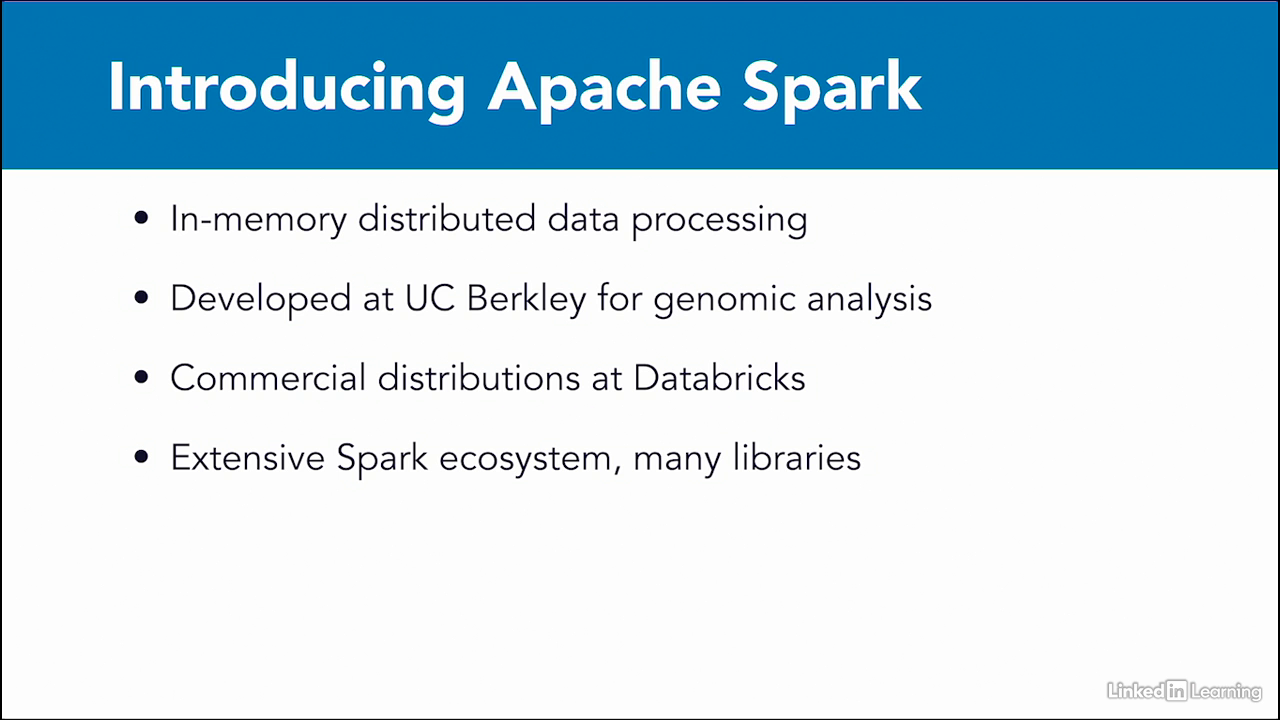 Introducing Apache Spark
• In-memory distributed data processing
• Developed at UC Berkley for genomic analysis
• Commercial distributions at Databricks
• Extensive Spark ecosystem, many libraries
Linked in Learning